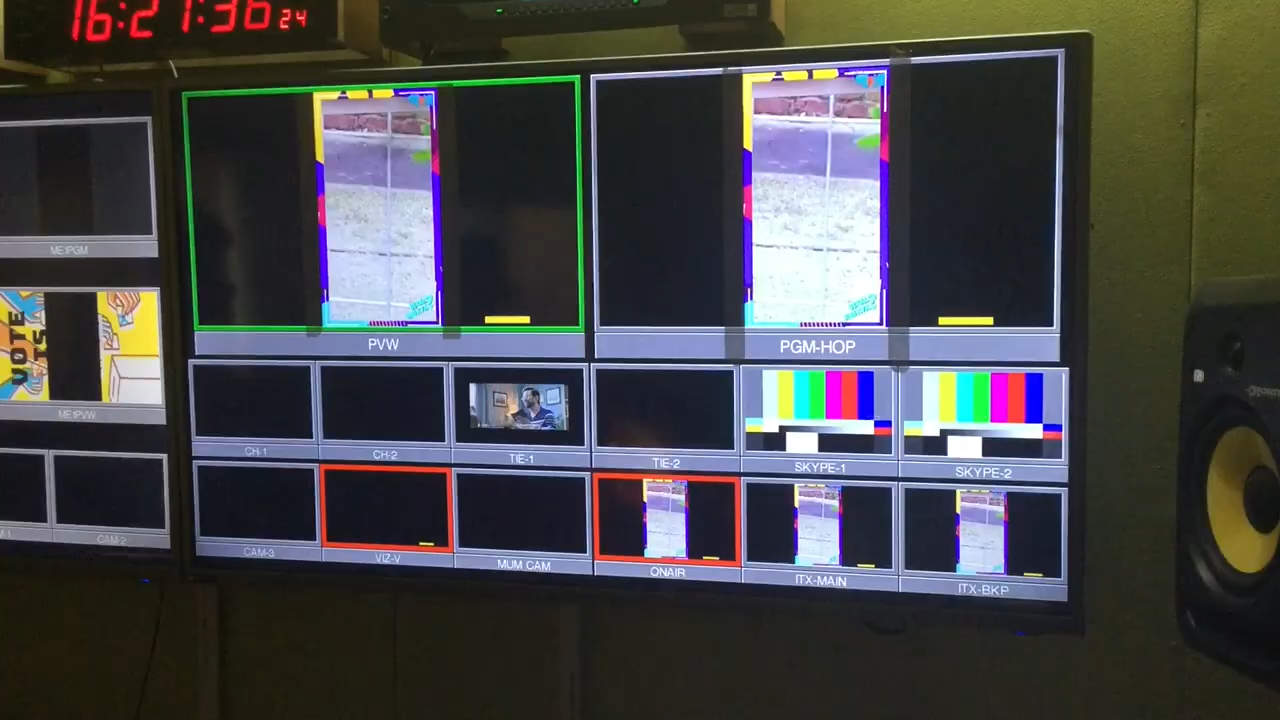 16:21:36 24
ME1PGM
VOTE
ME1PVW
CAM-2
PVW
PGM-HOP
CH-1
CH-2
TIE-1
TIE-2
SKYPE-1
SKYPE-2
CAM-3
VIZ-V
MUM CAM
ONAIR
ITX-MAIN
ITX-BKP